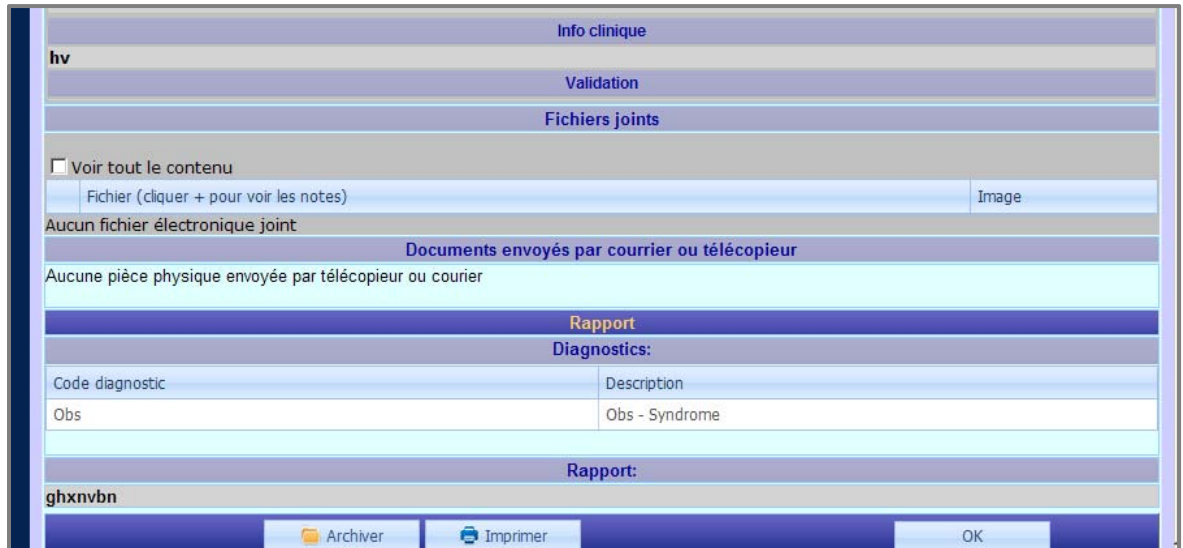 Info clinique
hv
Validation
Fichiers joints
Voir tout le contenu
Fichier (cliquer + pour voir les notes) Image
Aucun fichier électronique joint
Documents envoyés par courrier ou télécopieur
Aucune pièce physique envoyée par télécopieur ou courier
Rapport
Diagnostics:
Code diagnostic Description
Obs Obs - Syndrome
Rapport:
ghxnvbn
Archiver Imprimer OK